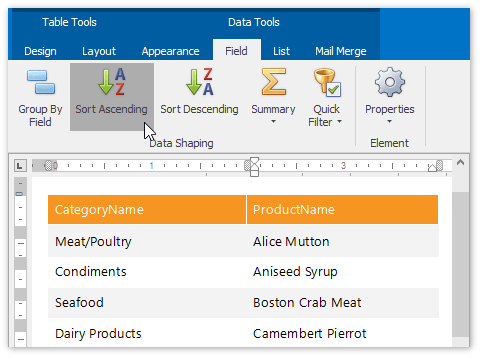 Table Tools Data Tools
Design Layout Appearance Field List Mail Merge
Group By Field
Sort Ascending
Sort Descending
Summary
Quick Filter
Properties
Data Shaping
Element
L 1 3
CategoryName ProductName
Meat/Poultry Alice Mutton
Condiments Aniseed Syrup
Seafood Boston Crab Meat
Dairy Products Camembert Pierrot